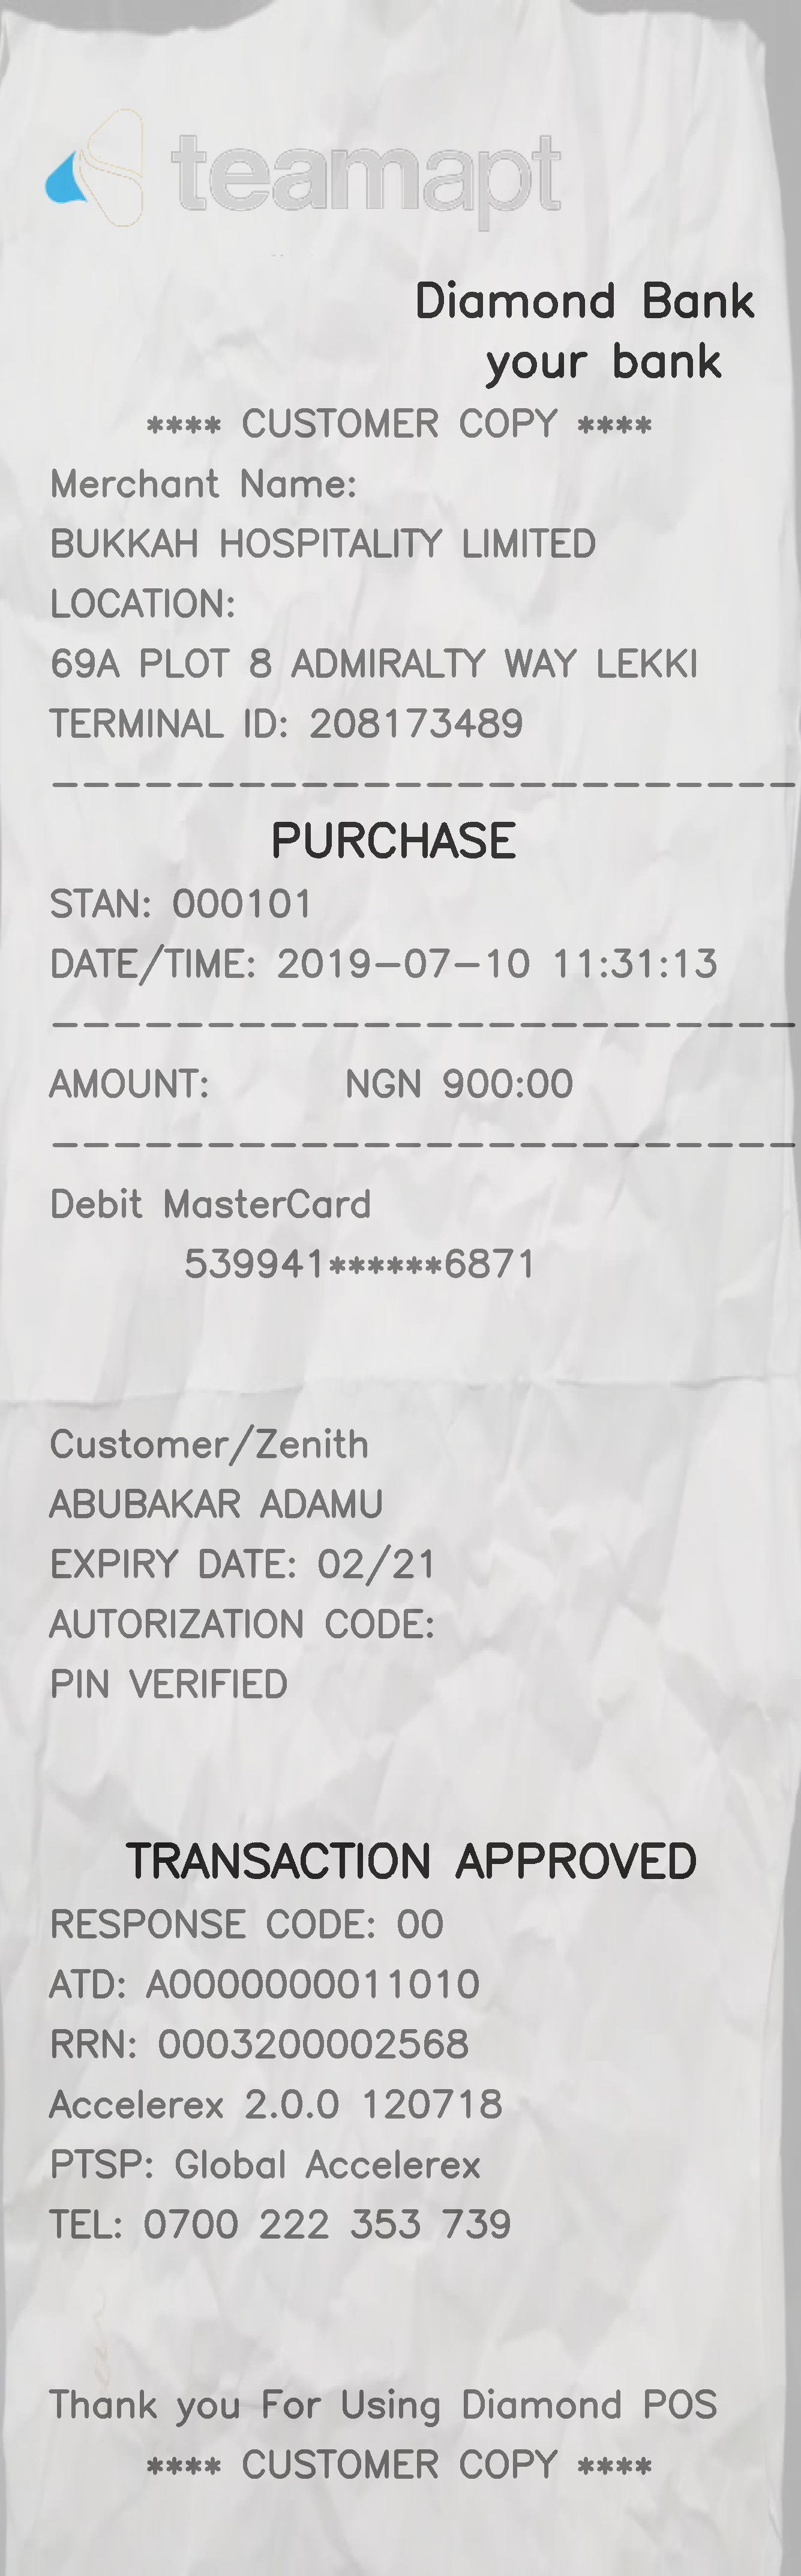 teamapt
Diamond Bank
your bank
**** CUSTOMER COPY ****
Merchant Name:
BUKKAH HOSPITALITY LIMITED
LOCATION:
69A PLOT 8 ADMIRALTY WAY LEKKI
TERMINAL ID: 208173489
------------------------
PURCHASE
STAN: 000101
DATE/TIME: 2019-07-10 11:31:13
------------------------
AMOUNT: NGN 900:00
------------------------
Debit MasterCard
539941******6871
Customer/Zenith
ABUBAKAR ADAMU
EXPIRY DATE: 02/21
AUTORIZATION CODE:
PIN VERIFIED
TRANSACTION APPROVED
RESPONSE CODE: 00
ATD: A0000000011010
RRN: 0003200002568
Accelerex 2.0.0 120718
PTSP: Global Accelerex
TEL: 0700 222 353 739
Thank you For Using Diamond POS
**** CUSTOMER COPY ****